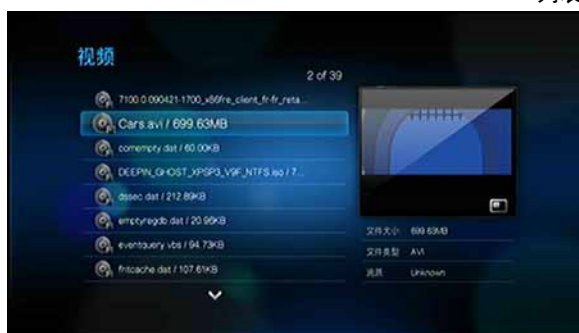 视频
2 of 39
7100.0.090421-1700_x86fre_client_fr-fr_reta...
Cars.avi / 699.63MB
comempty.dat / 60.00KB
DEEPIN_GHOST_XPSP3_V9F_NTFS.iso / 7...
dssec.dat / 212.89KB
emptyregdb.dat / 20.96KB
eventquery.vbs / 94.73KB
fntcache.dat / 107.61KB
文件大小: 699.63MB
文件类型: AVI
Unknown